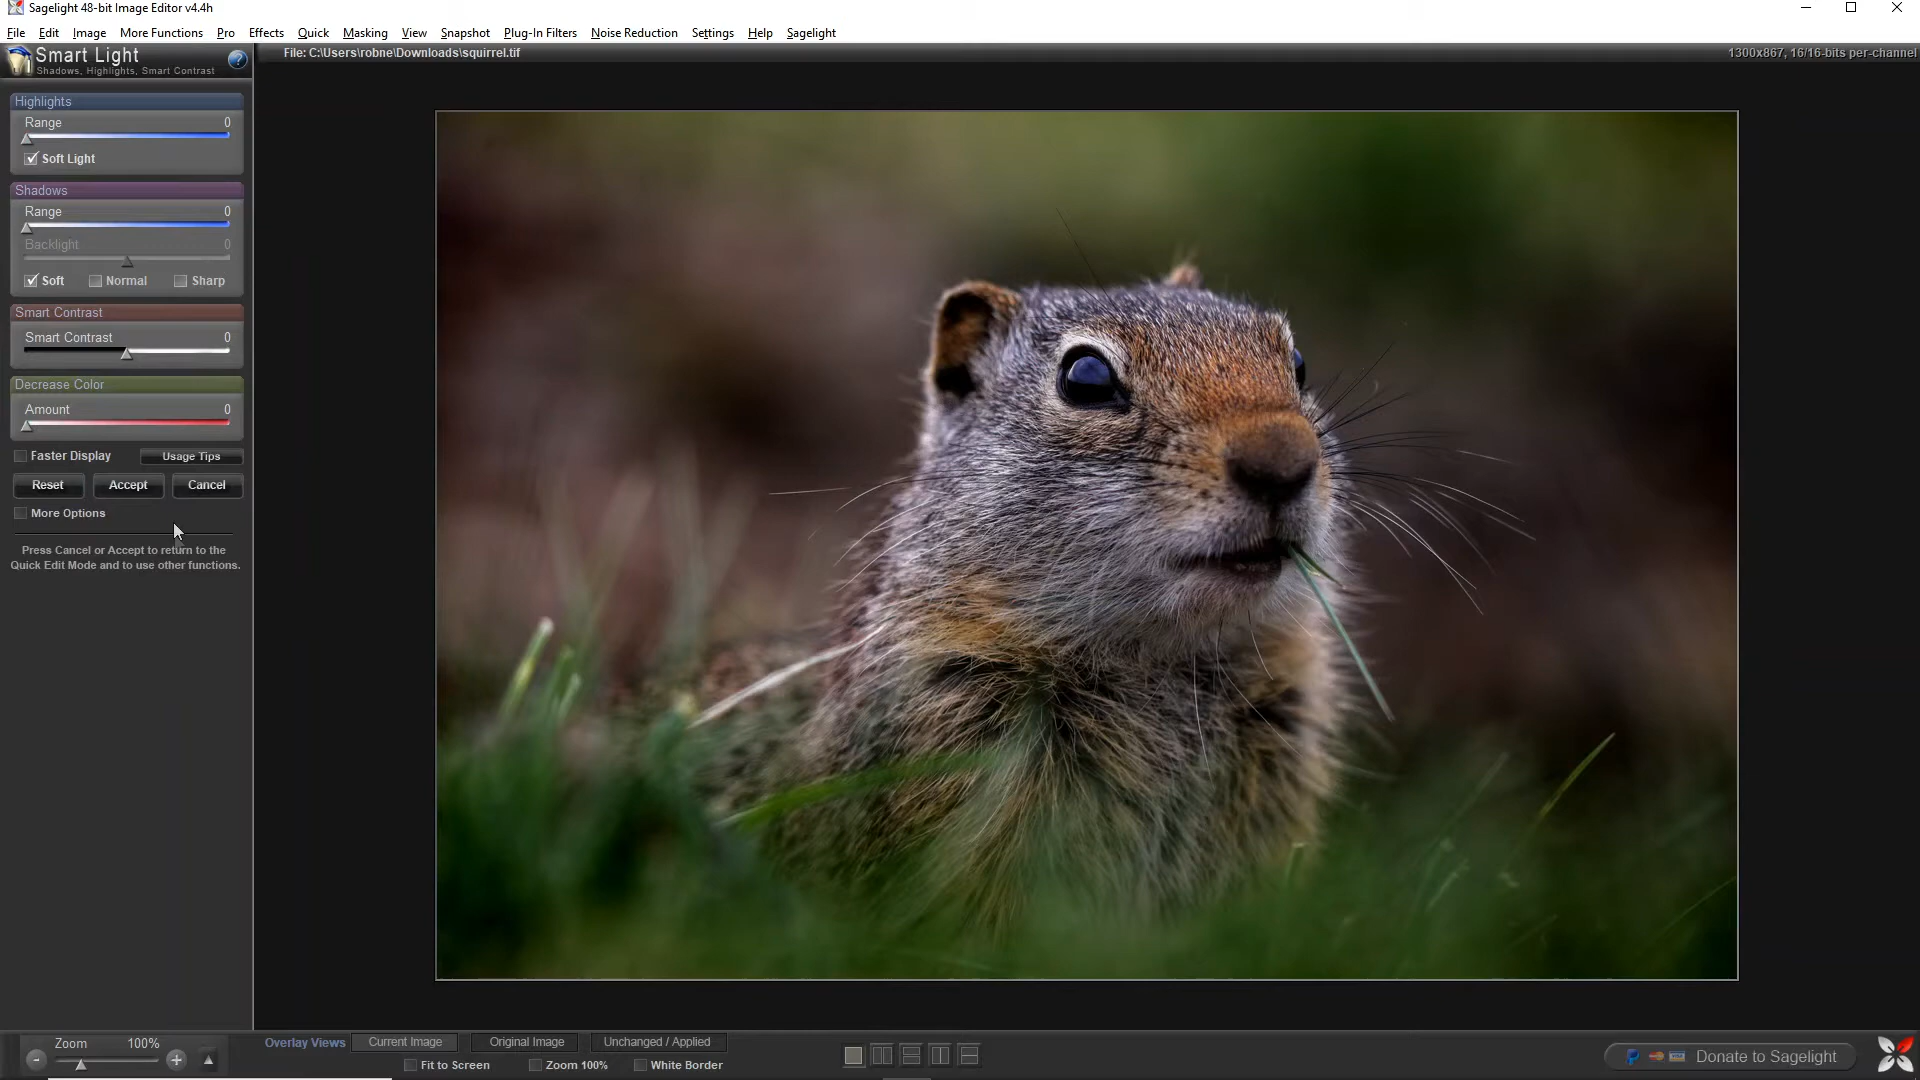 Sagelight 48-bit Image Editor v4.4h
File Edit Image More Functions Pro Effects Quick Masking View Snapshot Plug-In Filters Noise Reduction Settings Help Sagelight
Smart Light
Shadows, Highlights, Smart Contrast
?
File: C:\Users\robne\Downloads\squirrel.tif
1300x867, 16/16-bits per-channel
Highlights
Range 0
Soft Light
Shadows
Range 0
Backlight 0
Soft Normal Sharp
Smart Contrast
Smart Contrast 0
Decrease Color
Amount 0
Faster Display Usage Tips
Reset Accept Cancel
More Options
Press Cancel or Accept to return to the
Quick Edit Mode and to use other functions.
Zoom 100%
Overlay Views Current Image Original Image Unchanged / Applied
Fit to Screen Zoom 100% White Border
Donate to Sagelight